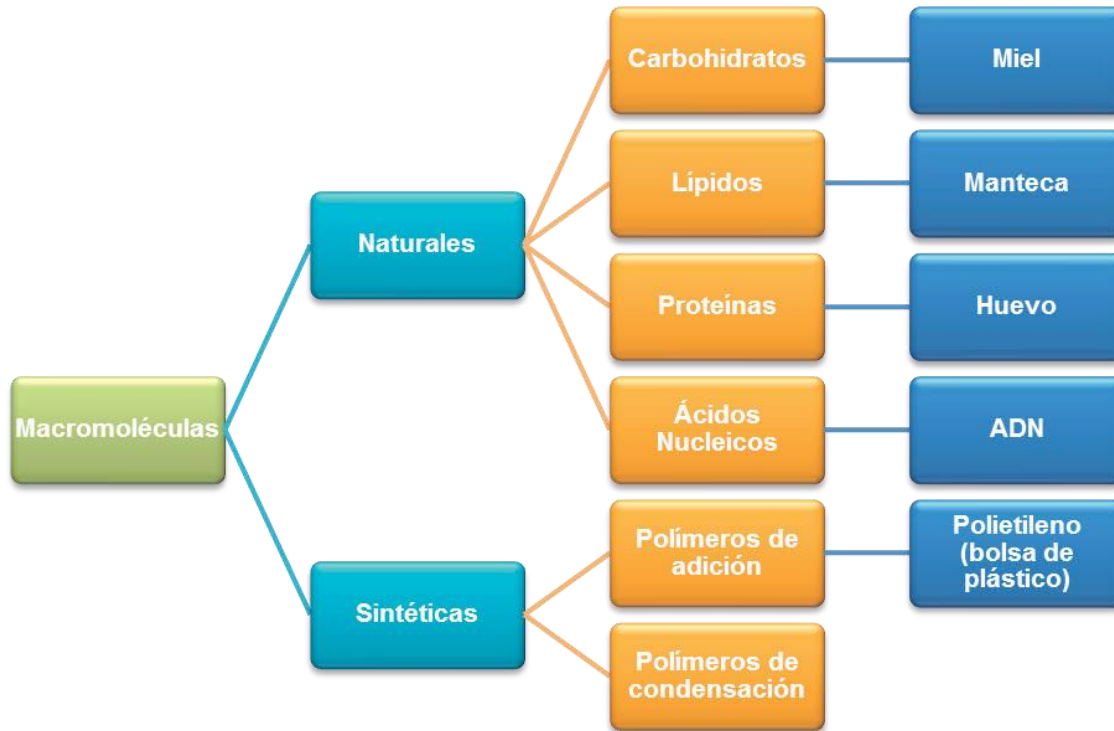 Carbohidratos
Miel
Lípidos
Manteca
Naturales
Proteínas
Huevo
Macromoléculas
Ácidos
Nucleicos
ADN
Polímeros de
adición
Polietileno
(bolsa de
plástico)
Sintéticas
Polímeros de
condensación